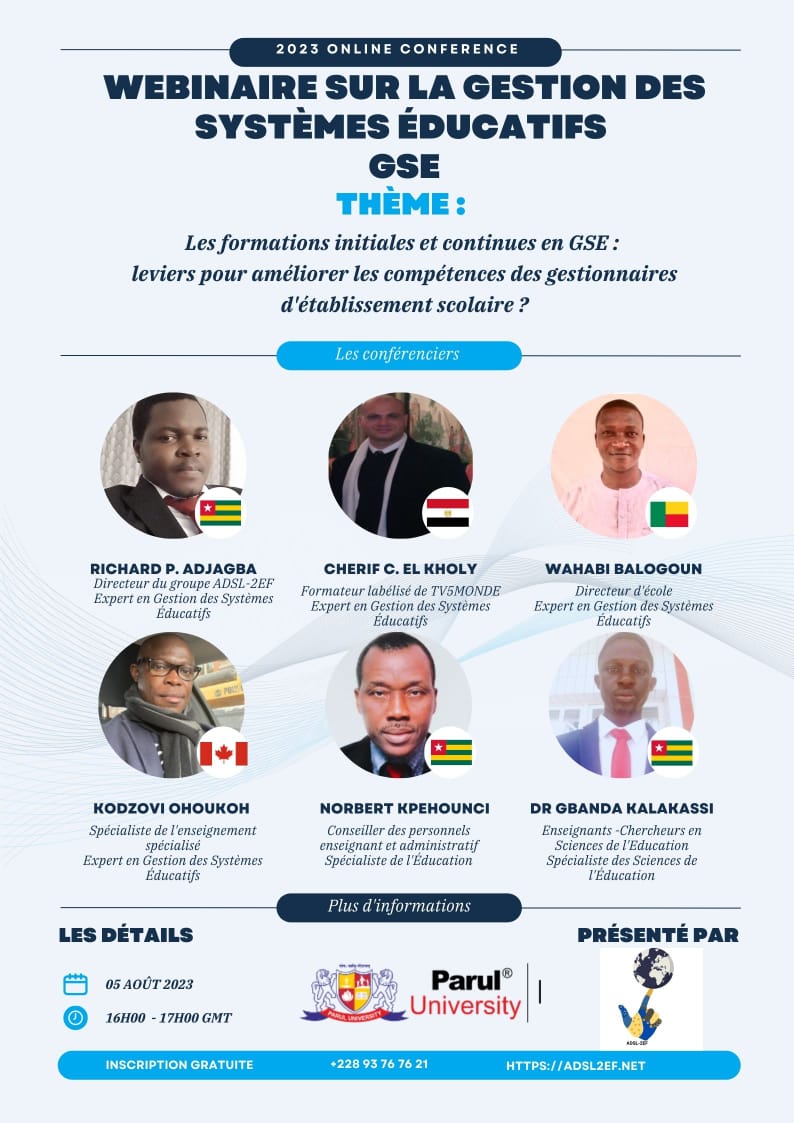 2023 ONLINE CONFERENCE
WEBINAIRE SUR LA GESTION DES
SYSTÈMES ÉDUCATIFS
GSE
THÈME :
Les formations initiales et continues en GSE :
leviers pour améliorer les compétences des gestionnaires
d'établissement scolaire ?
Les conférenciers
RICHARD P. ADJAGBA
Directeur du groupe ADSL-2EF
Expert en Gestion des Systèmes
Éducatifs
CHERIF C. EL KHOLY
Formateur labélisé de TV5MONDE
Expert en Gestion des Systèmes
Éducatifs
WAHABI BALOGOUN
Directeur d'école
Expert en Gestion des Systèmes
Éducatifs
KODZOVI OHOUKOH
Spécialiste de l'enseignement
spécialisé
Expert en Gestion des Systèmes
Éducatifs
NORBERT KPEHOUNCI
Conseiller des personnels
enseignant et administratif
Spécialiste de l'Éducation
DR GBANDA KALAKASSI
Enseignants -Chercheurs en
Sciences de l'Education
Spécialiste des Sciences de
l'Éducation
Plus d'informations
LES DÉTAILS
05 AOÛT 2023
16H00 - 17H00 GMT
PARUL UNIVERSITY
Parul®
University
PRÉSENTÉ PAR
ADSL-2EF
INSCRIPTION GRATUITE
+228 93 76 76 21
HTTPS://ADSL2EF.NET